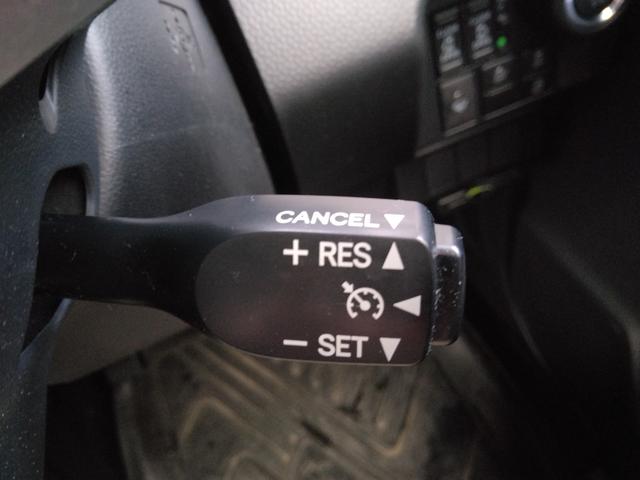 CANCEL ▼
+ RES ▲
◀
− SET ▼